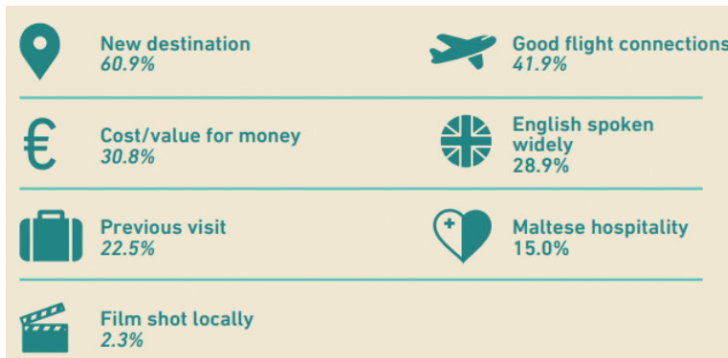 New destination
60.9%
Good flight connections
41.9%
Cost/value for money
30.8%
English spoken
widely
28.9%
Previous visit
22.5%
Maltese hospitality
15.0%
Film shot locally
2.3%